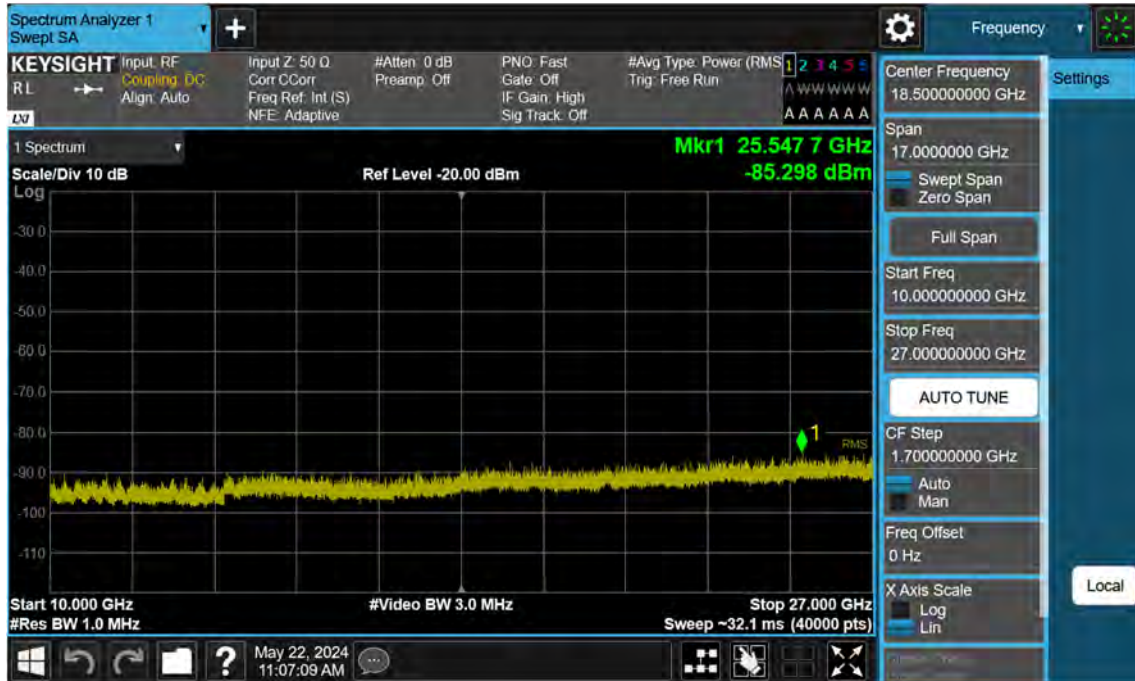 Spectrum Analyzer 1
Swept SA
Frequency
KEYSIGHT
RL
LXI
Input: RF
Coupling: DC
Align: Auto
Input Z: 50 Ω
Corr CCorr
Freq Ref: Int (S)
NFE: Adaptive
#Atten: 0 dB
Preamp: Off
PNO: Fast
Gate: Off
IF Gain: High
Sig Track: Off
#Avg Type: Power (RMS
Trig: Free Run
1 2 3 4 5 6
A W W W W W
A A A A A A
1 Spectrum
Scale/Div 10 dB
Ref Level -20.00 dBm
Mkr1 25.547 7 GHz
-85.298 dBm
Log
-30.0
-40.0
-50.0
-60.0
-70.0
-80.0
-90.0
-100
-110
1
RMS
Start 10.000 GHz
#Video BW 3.0 MHz
Stop 27.000 GHz
#Res BW 1.0 MHz
Sweep ~32.1 ms (40000 pts)
May 22, 2024
11:07:09 AM
?
Center Frequency
18.500000000 GHz
Span
17.0000000 GHz
Swept Span
Zero Span
Full Span
Start Freq
10.000000000 GHz
Stop Freq
27.000000000 GHz
AUTO TUNE
CF Step
1.700000000 GHz
Auto
Man
Freq Offset
0 Hz
X Axis Scale
Log
Lin
Settings
Local